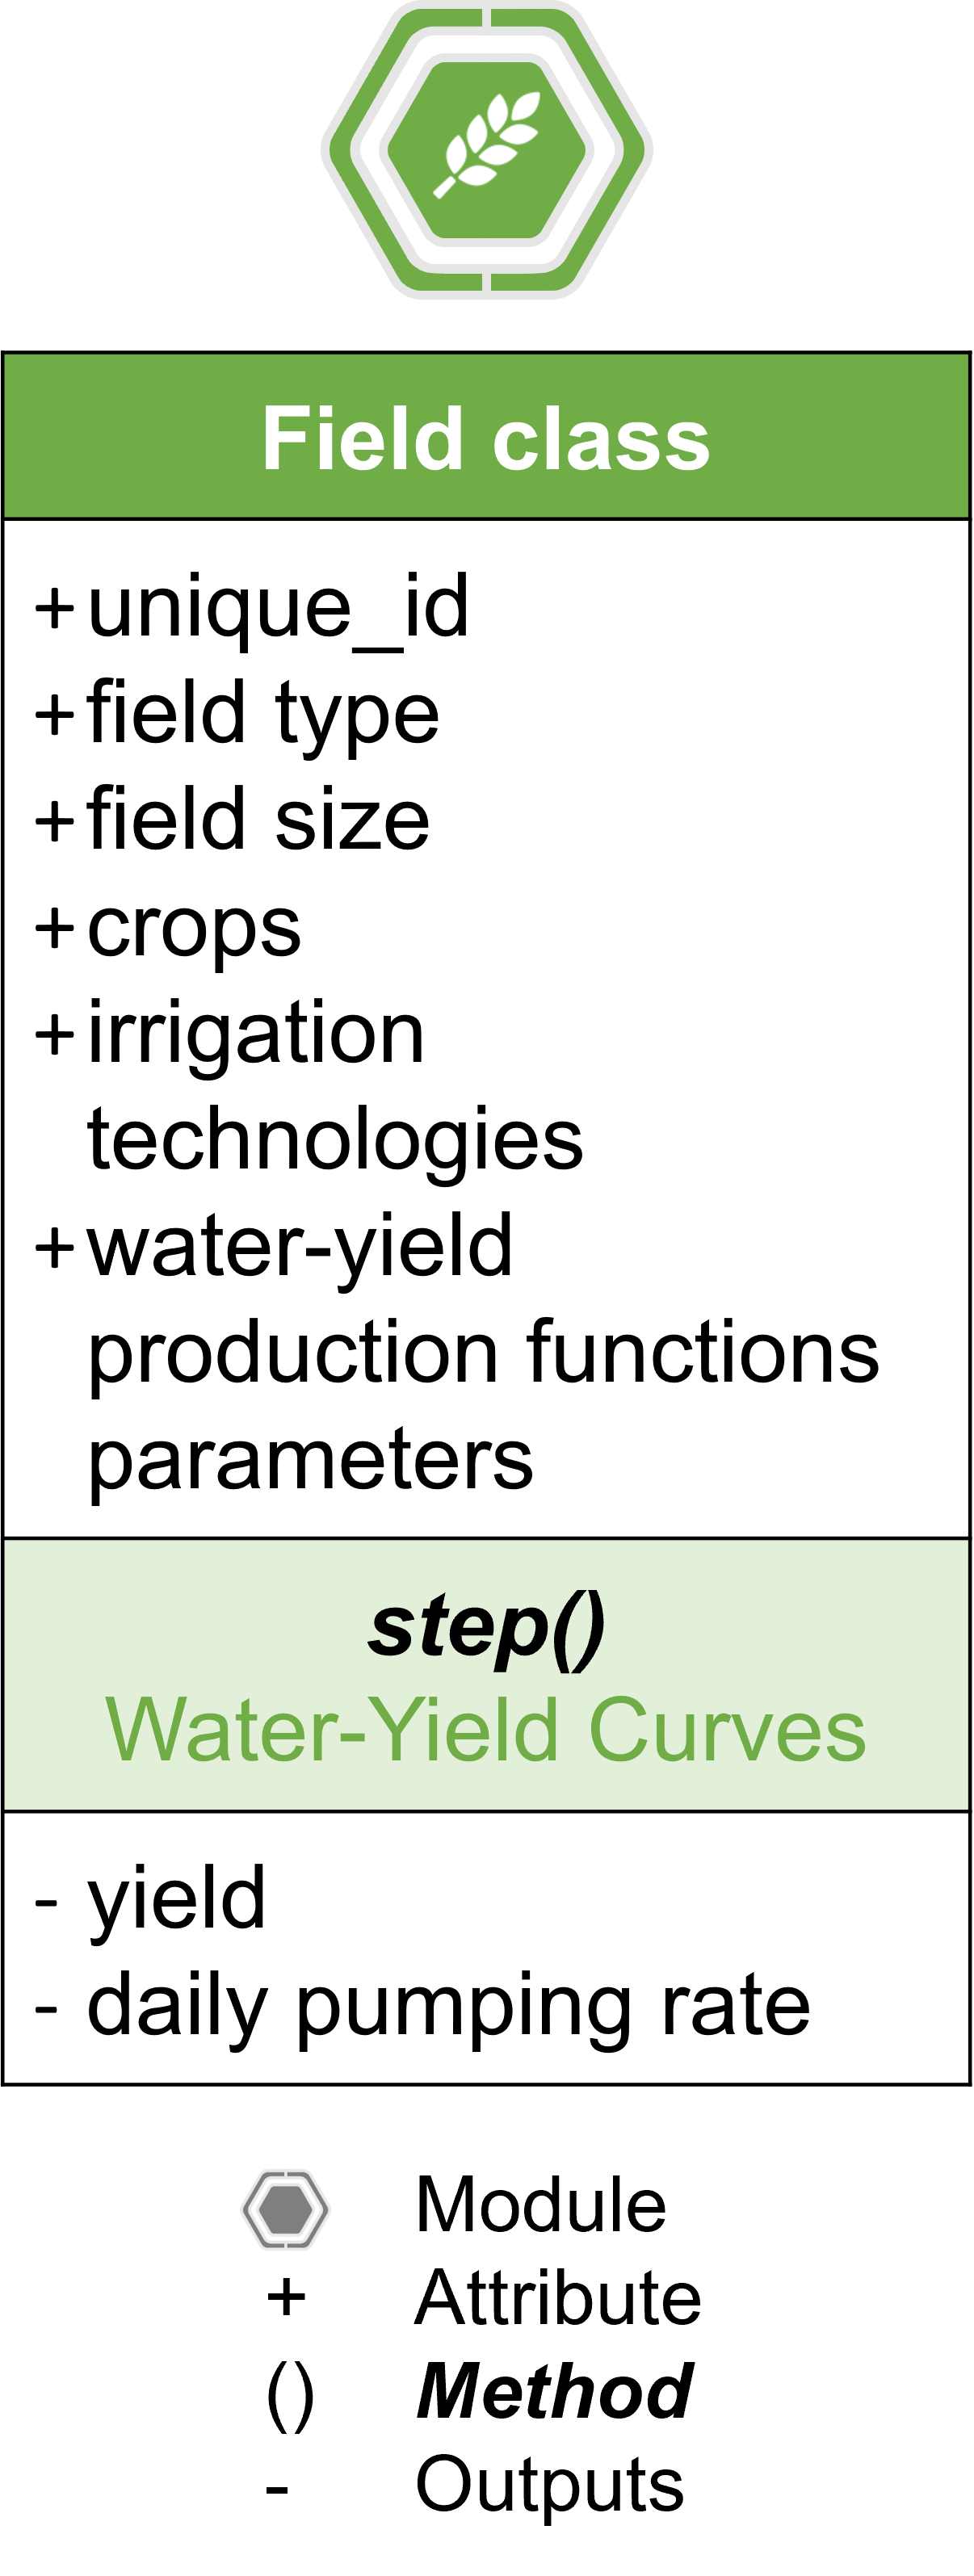 Field class
+ unique_id
+ field type
+ field size
+ crops
+ irrigation
technologies
+ water-yield
production functions
parameters
step()
Water-Yield Curves
- yield
- daily pumping rate
Module
+ Attribute
() Method
- Outputs